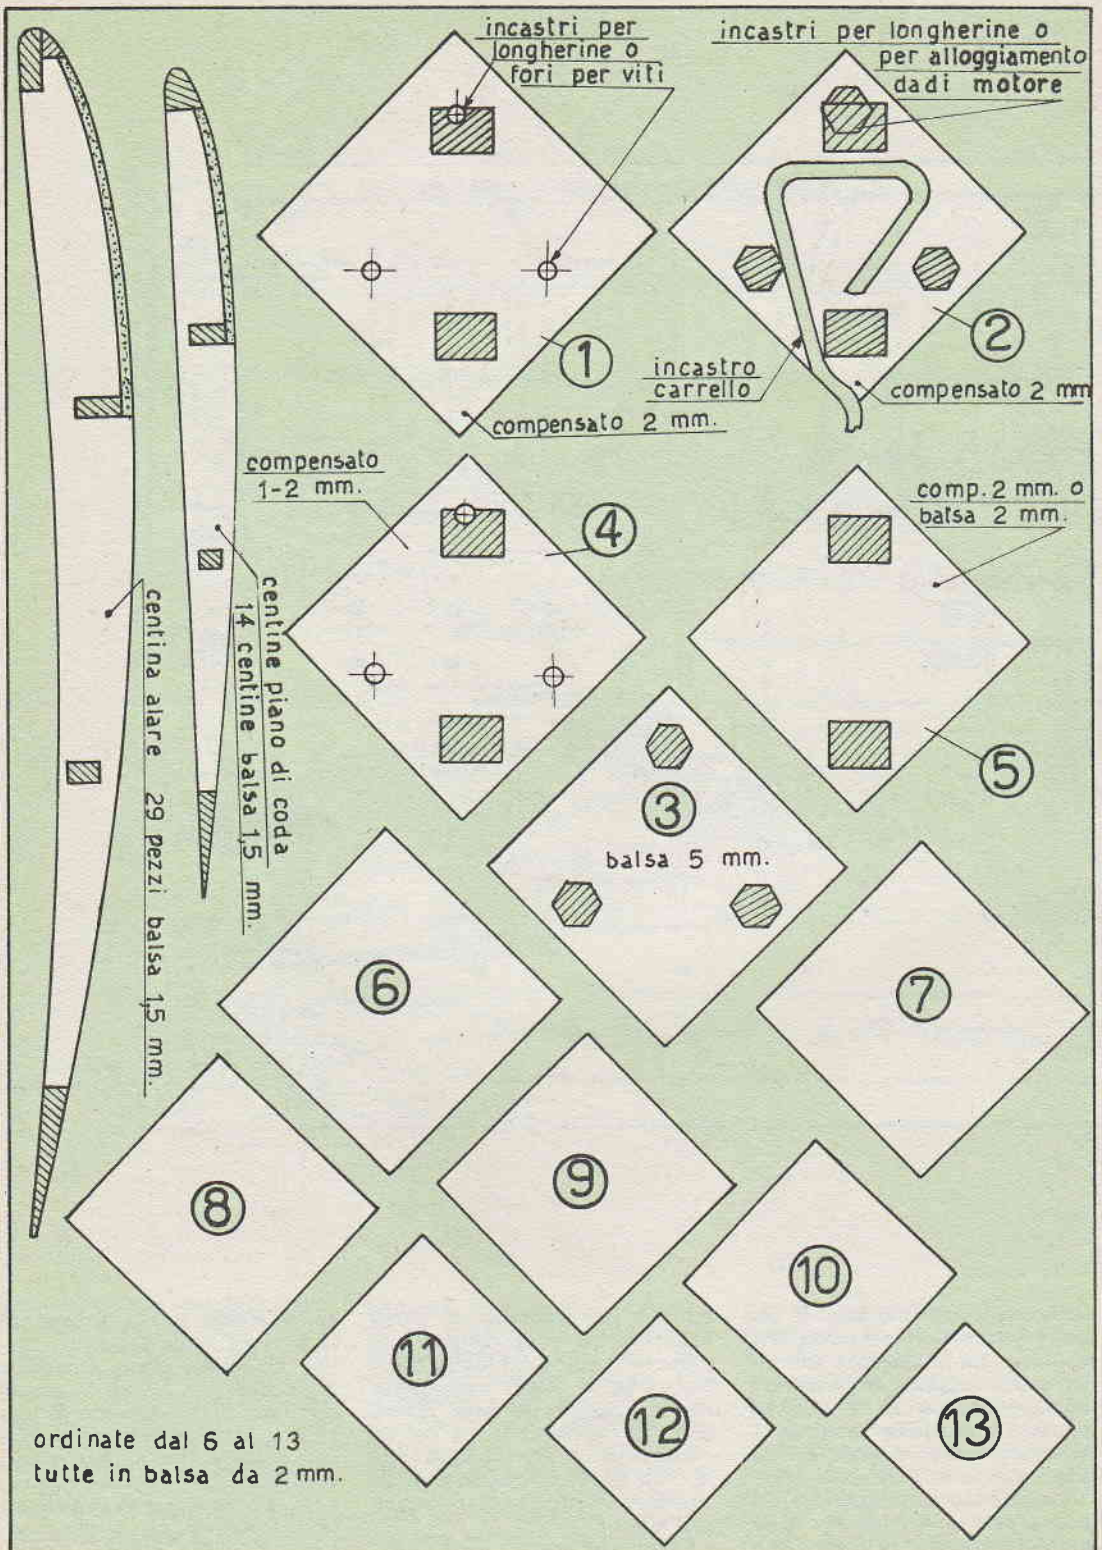 incastri per
longherine o
fori per viti
incastri per longherine o
per alloggiamento
dadi motore
1
2
incastro
carrello
compensato 2 mm.
compensato 2 mm
compensato
1-2 mm.
4
comp. 2 mm. o
balsa 2 mm.
5
centina alare 29 pezzi balsa 1,5 mm.
centine piano di coda
14 centine balsa 1,5 mm.
3
balsa 5 mm.
6
7
8
9
10
11
12
13
ordinate dal 6 al 13
tutte in balsa da 2 mm.